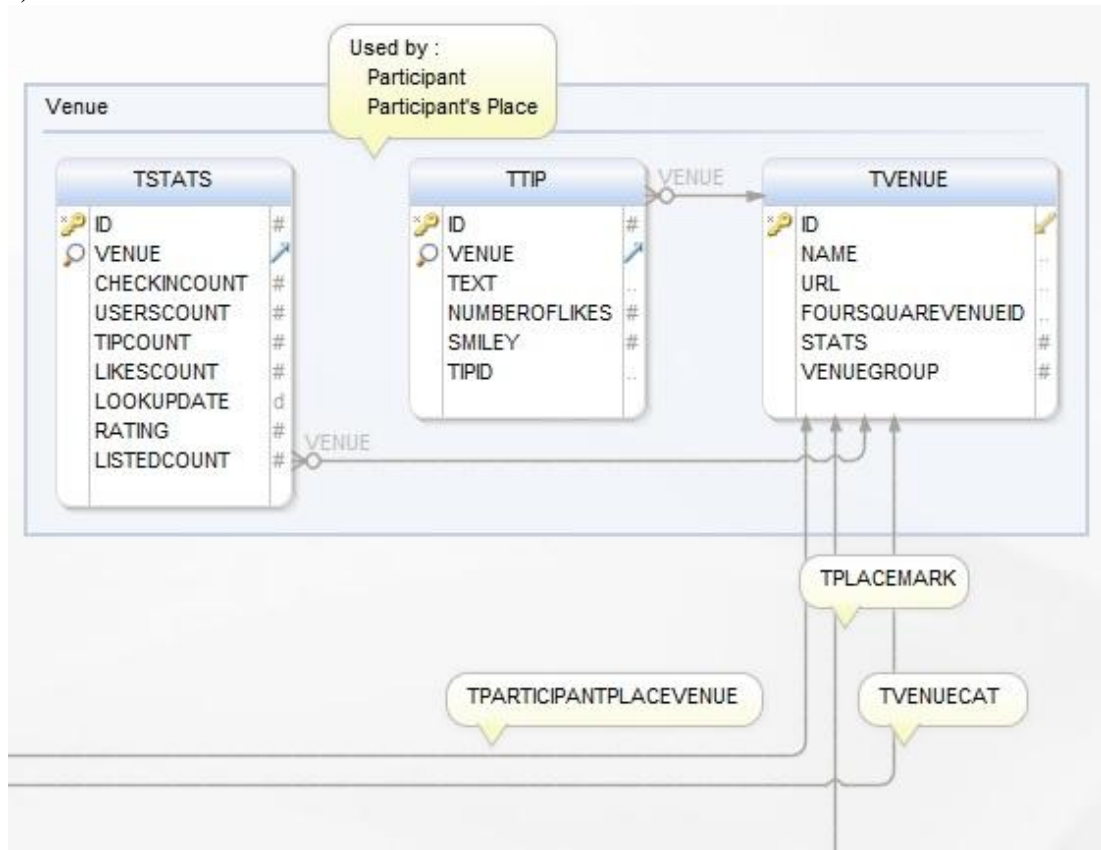 )
Used by :
Participant
Participant's Place
Venue
TSTATS
ID #
VENUE
CHECKINCOUNT #
USERSCOUNT #
TIPCOUNT #
LIKESCOUNT #
LOOKUPDATE d
RATING #
LISTEDCOUNT #
VENUE
TTIP
ID #
VENUE
TEXT ..
NUMBEROFLIKES #
SMILEY #
TIPID ..
VENUE
TVENUE
ID
NAME ..
URL ..
FOURSQUAREVENUEID ..
STATS #
VENUEGROUP #
TPLACEMARK
TPARTICIPANTPLACEVENUE
TVENUECAT